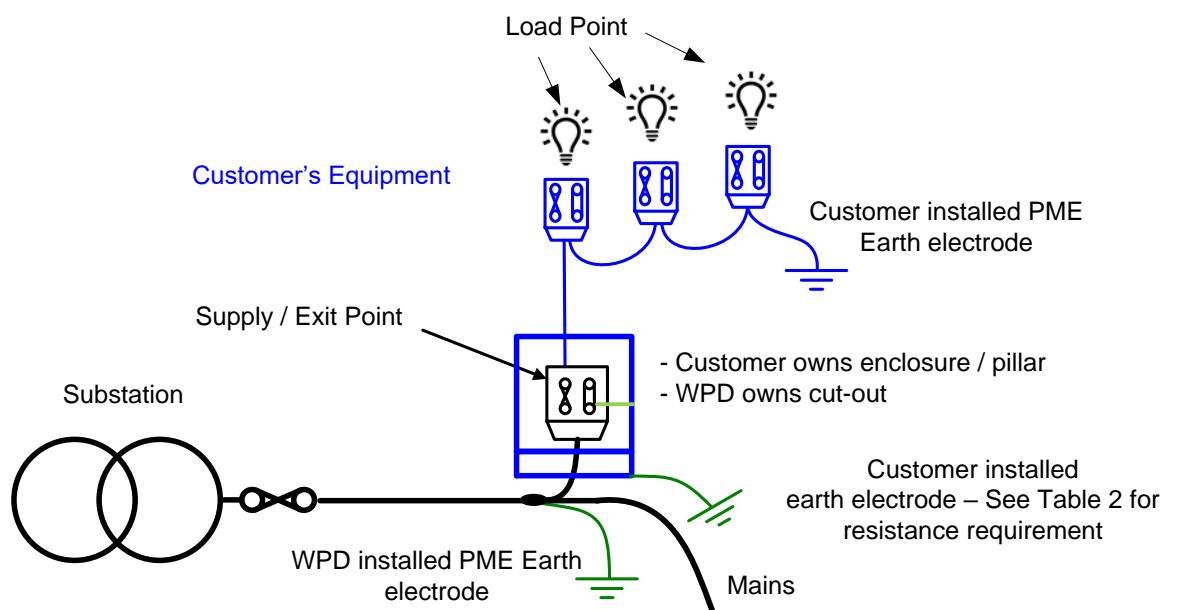 Load Point
Customer's Equipment
Customer installed PME
Earth electrode
Supply / Exit Point
- Customer owns enclosure / pillar
- WPD owns cut-out
Substation
Customer installed
earth electrode – See Table 2 for
resistance requirement
WPD installed PME Earth
electrode
Mains